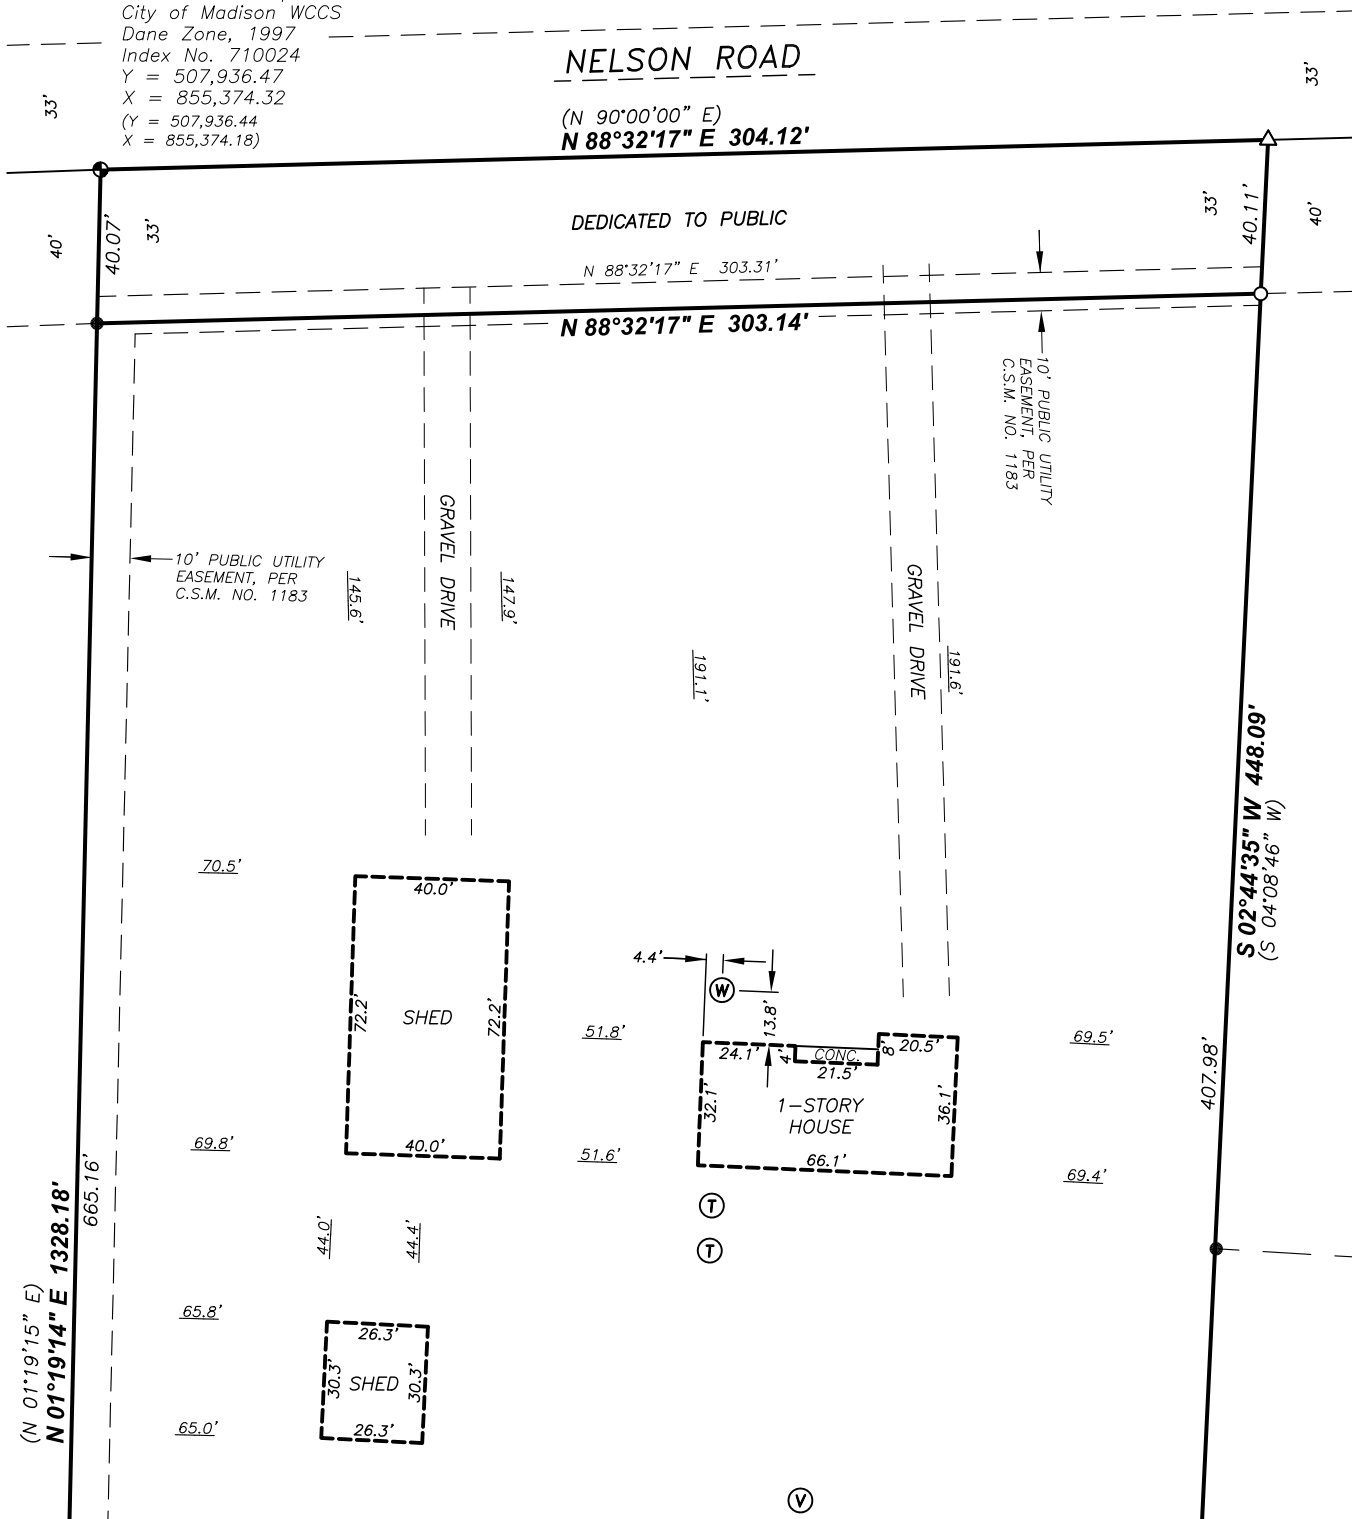 City of Madison WCCS
Dane Zone, 1997
Index No. 710024
Y = 507,936.47
X = 855,374.32
(Y = 507,936.44
X = 855,374.18)
NELSON ROAD
33'
33'
(N 90°00'00" E)
N 88°32'17" E 304.12'
40'
40.07'
33'
DEDICATED TO PUBLIC
33'
40.11'
40'
N 88°32'17" E 303.31'
N 88°32'17" E 303.14'
10' PUBLIC UTILITY
EASEMENT, PER
C.S.M. NO. 1183
10' PUBLIC UTILITY
EASEMENT, PER
C.S.M. NO. 1183
145.6'
GRAVEL DRIVE
147.9'
191.1'
GRAVEL DRIVE
191.6'
S 02°44'35" W 448.09'
(S 04°08'46" W)
70.5'
40.0'
72.2'
SHED
72.2'
40.0'
4.4'
W
13.8'
51.8'
24.1'
4'
CONC.
21.5'
8'
20.5'
69.5'
32.1'
1-STORY
HOUSE
36.1'
407.98'
69.8'
51.6'
66.1'
69.4'
665.16'
T
T
44.0'
44.4'
(N 01°19'15" E)
N 01°19'14" E 1328.18'
65.8'
26.3'
30.3'
SHED
30.3'
26.3'
65.0'
V